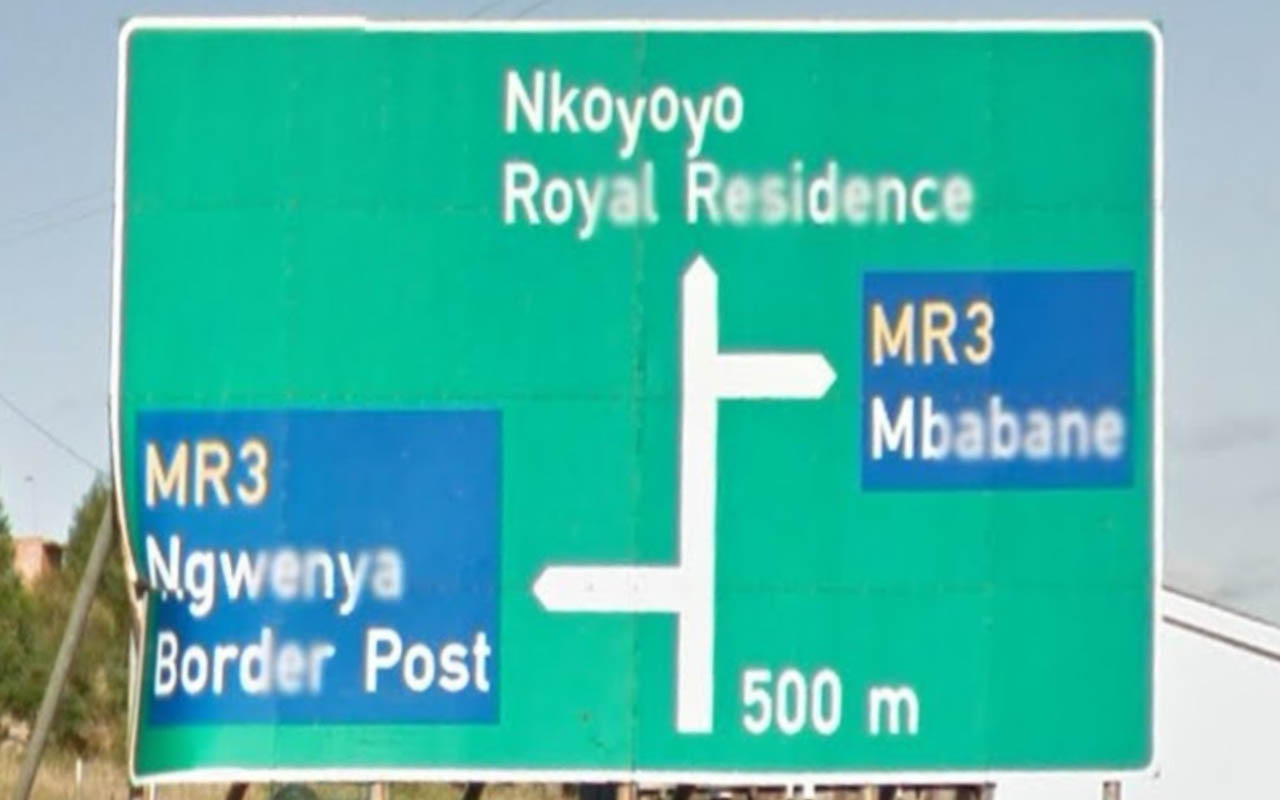 Nkoyoyo
Royal Residence
MR3
Mbabane
MR3
Ngwenya
Border Post
500 m